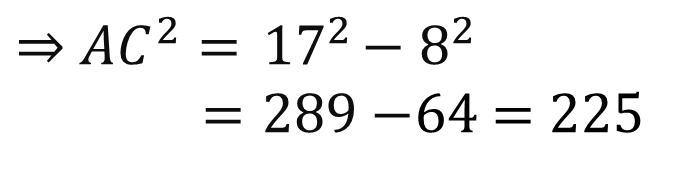 ⇒ AC² = 17² − 8²
= 289 − 64 = 225